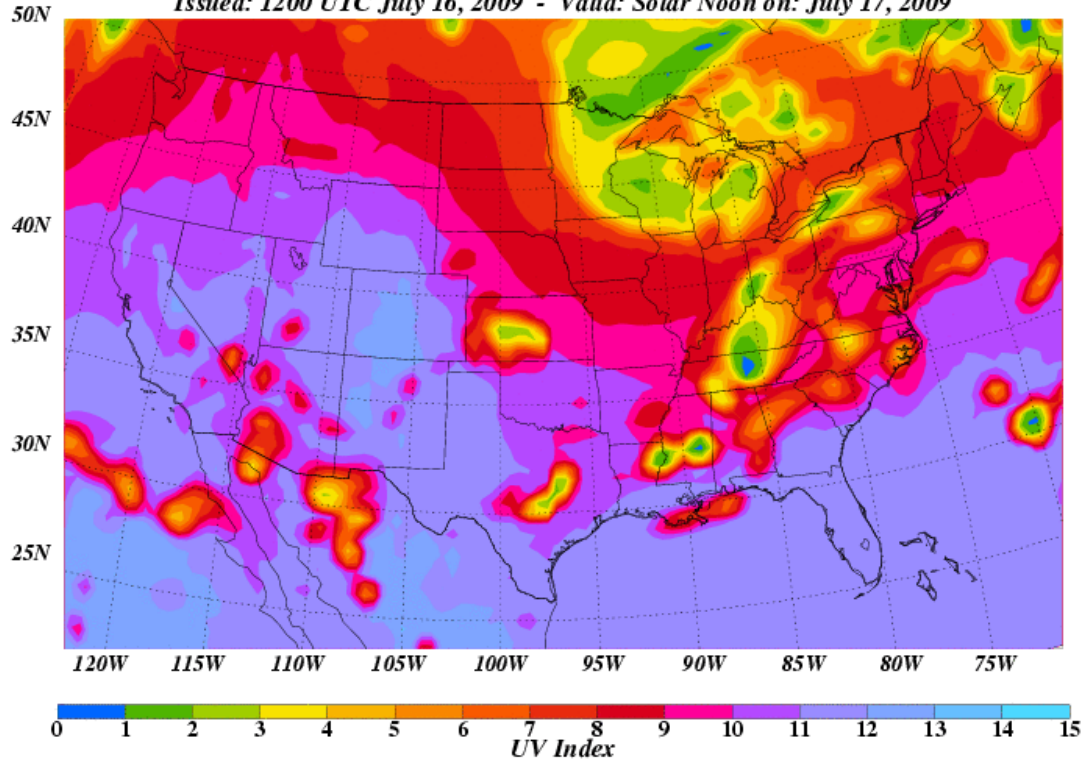 Issued: 1200 UTC July 16, 2009 - Valid: Solar Noon on: July 17, 2009
50N
45N
40N
35N
30N
25N
120W 115W 110W 105W 100W 95W 90W 85W 80W 75W
0 1 2 3 4 5 6 7 8 9 10 11 12 13 14 15
UV Index